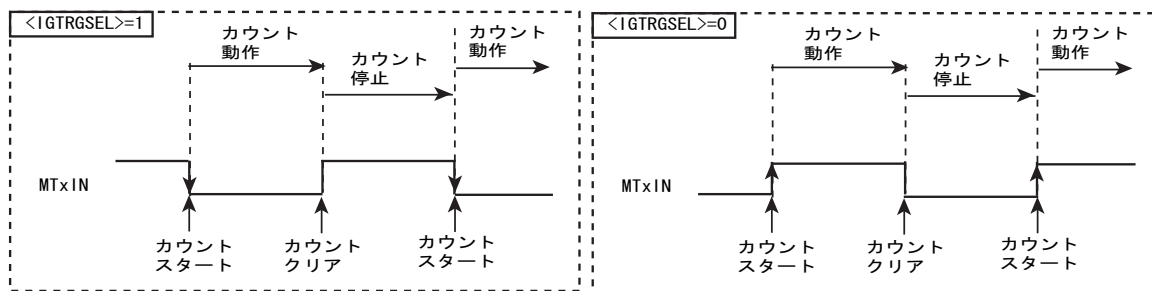 <IGTRGSEL>=1
カウント
動作
カウント
停止
カウント
動作
MTxIN
カウント
スタート
カウント
クリア
カウント
スタート
<IGTRGSEL>=0
カウント
動作
カウント
停止
カウント
動作
MTxIN
カウント
スタート
カウント
クリア
カウント
スタート